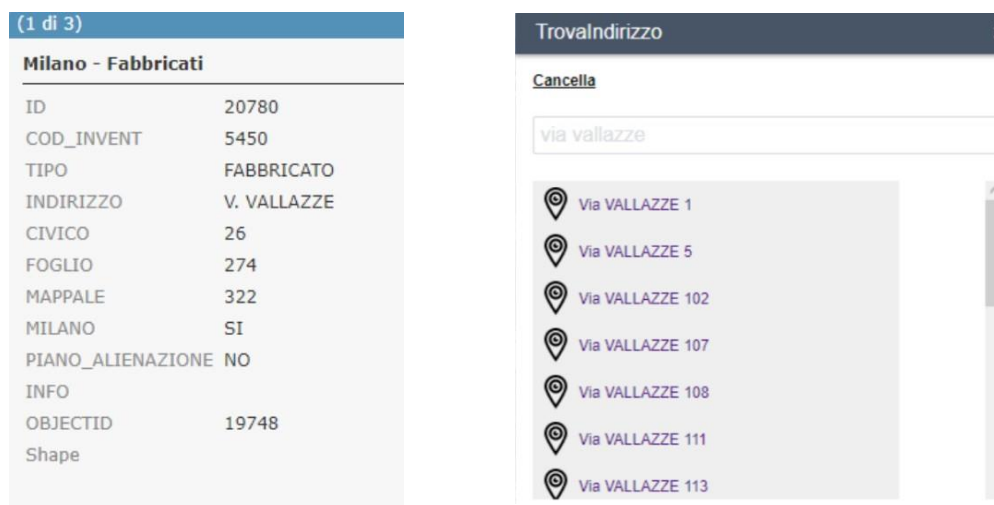 (1 di 3)
Milano - Fabbricati
ID 20780
COD_INVENT 5450
TIPO FABBRICATO
INDIRIZZO V. VALLAZZE
CIVICO 26
FOGLIO 274
MAPPALE 322
MILANO SI
PIANO_ALIENAZIONE NO
INFO
OBJECTID 19748
Shape
TrovaIndirizzo
Cancella
via vallazze
Via VALLAZZE 1
Via VALLAZZE 5
Via VALLAZZE 102
Via VALLAZZE 107
Via VALLAZZE 108
Via VALLAZZE 111
Via VALLAZZE 113